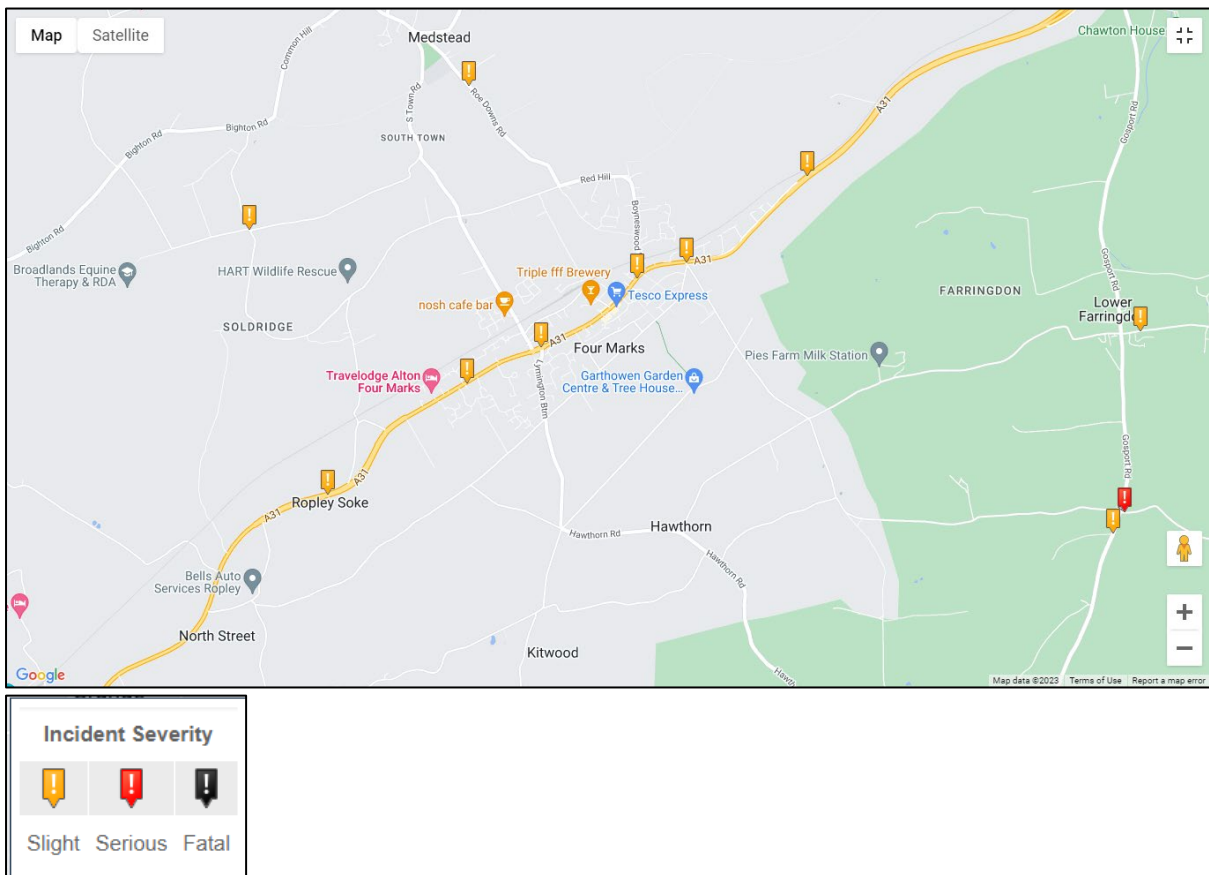 Map
Satellite
Medstead
Chawton House
Common Hill
S Town Rd
Roe Downs Rd
A31
Gosport Rd
Bighton Rd
Bighton Rd
SOUTH TOWN
Red Hill
Boyneswood
Bighton Rd
Broadlands Equine
Therapy & RDA
HART Wildlife Rescue
Triple fff Brewery
A31
Gosport Rd
nosh cafe bar
Tesco Express
FARRINGDON
Lower
Farringdon
SOLDRIDGE
A31
Four Marks
Pies Farm Milk Station
Travelodge Alton
Four Marks
Lymington Btm
Garthowen Garden
Centre & Tree House...
Gosport Rd
A31
Ropley Soke
A31
Hawthorn Rd
Hawthorn
Bells Auto
Services Ropley
Hawthorn Rd
North Street
Kitwood
Google
Map data ©2023
Terms of Use
Report a map error
Incident Severity
Slight Serious Fatal